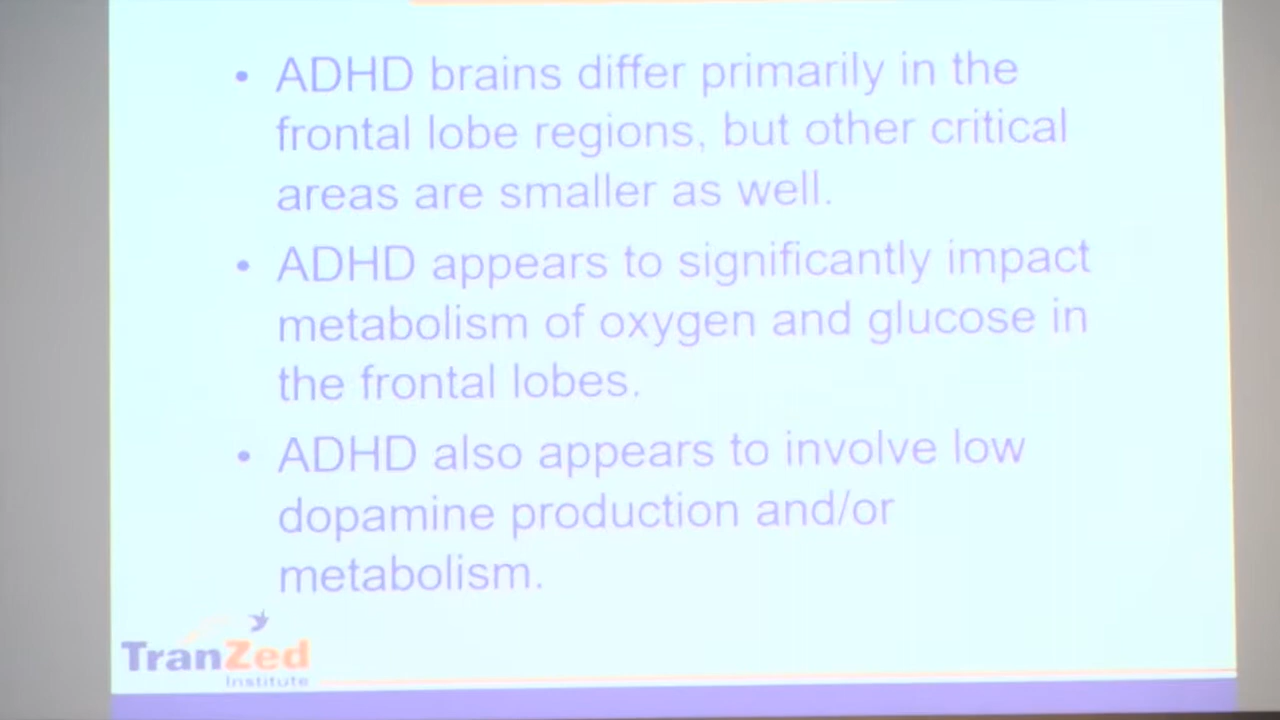 • ADHD brains differ primarily in the
frontal lobe regions, but other critical
areas are smaller as well.
• ADHD appears to significantly impact
metabolism of oxygen and glucose in
the frontal lobes.
• ADHD also appears to involve low
dopamine production and/or
metabolism.
TranZed
Institute